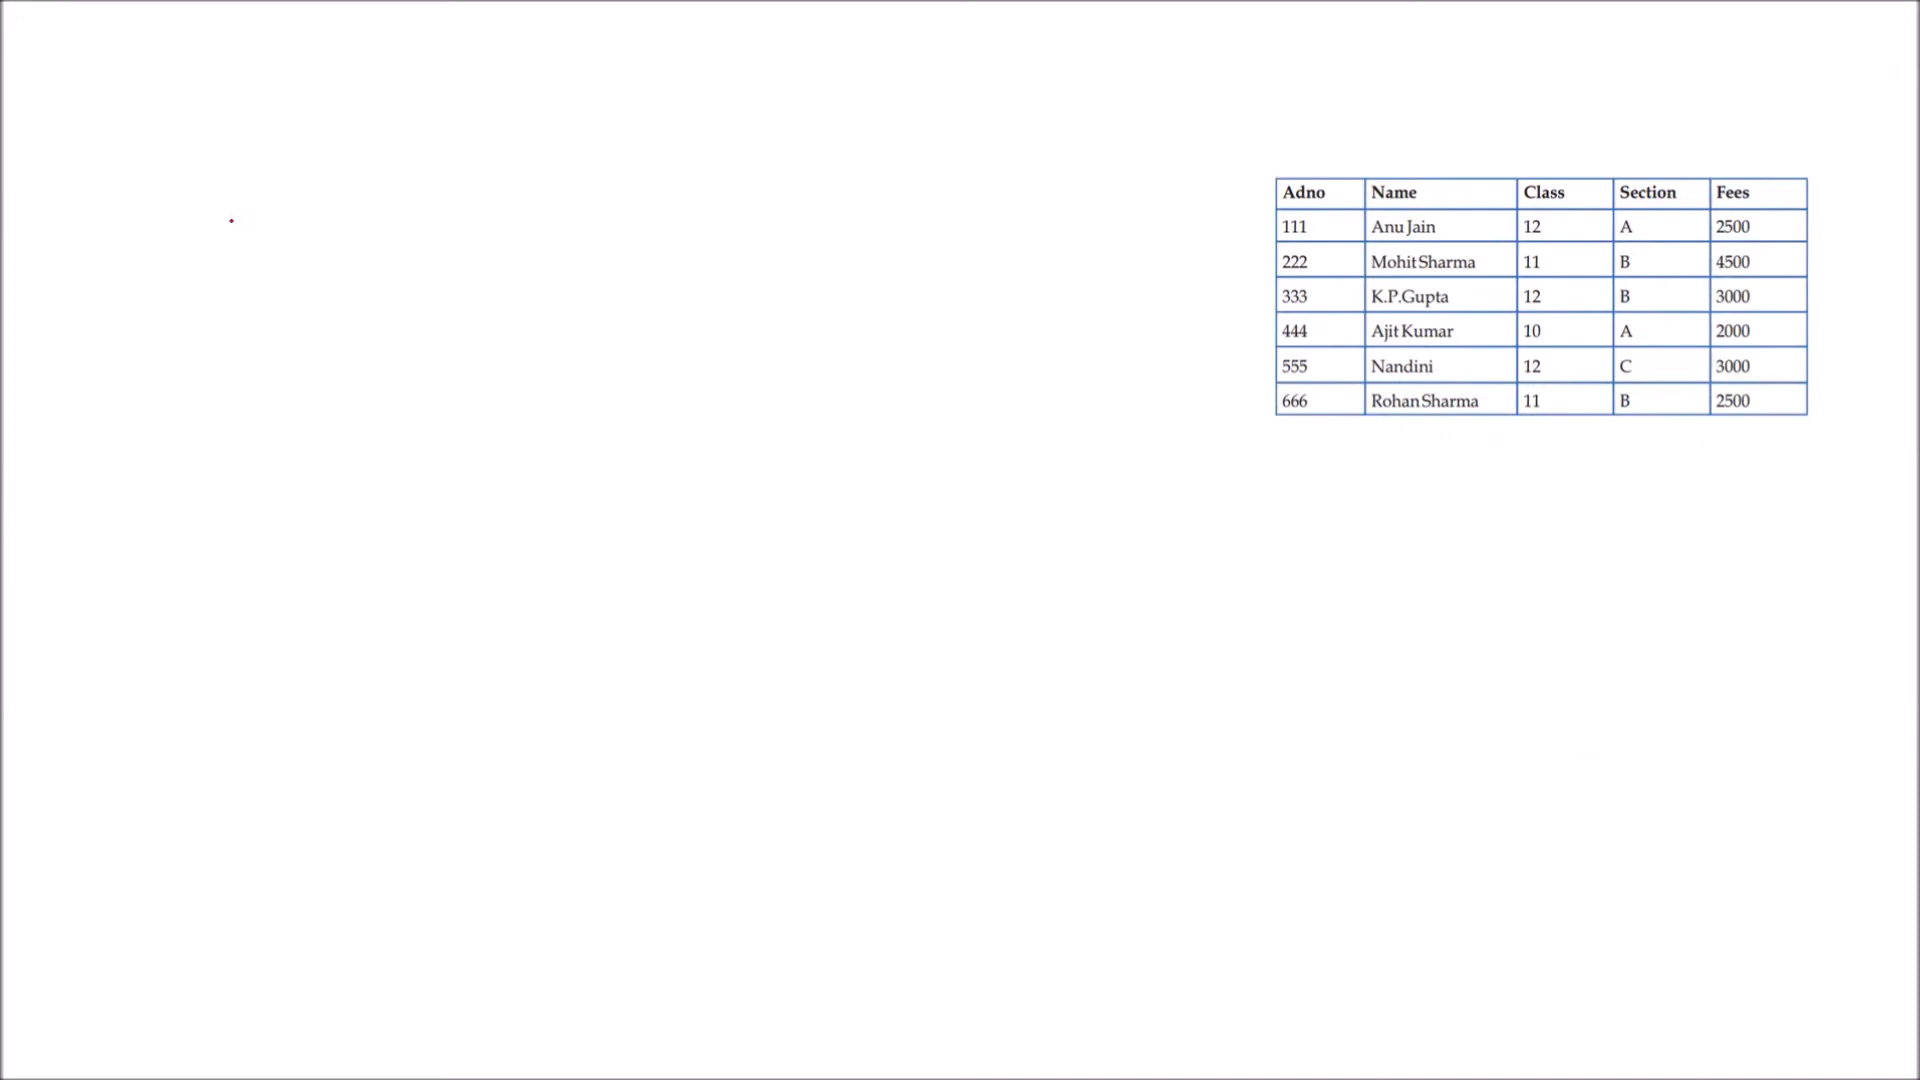 Adno Name Class Section Fees
111 Anu Jain 12 A 2500
222 Mohit Sharma 11 B 4500
333 K.P.Gupta 12 B 3000
444 Ajit Kumar 10 A 2000
555 Nandini 12 C 3000
666 Rohan Sharma 11 B 2500